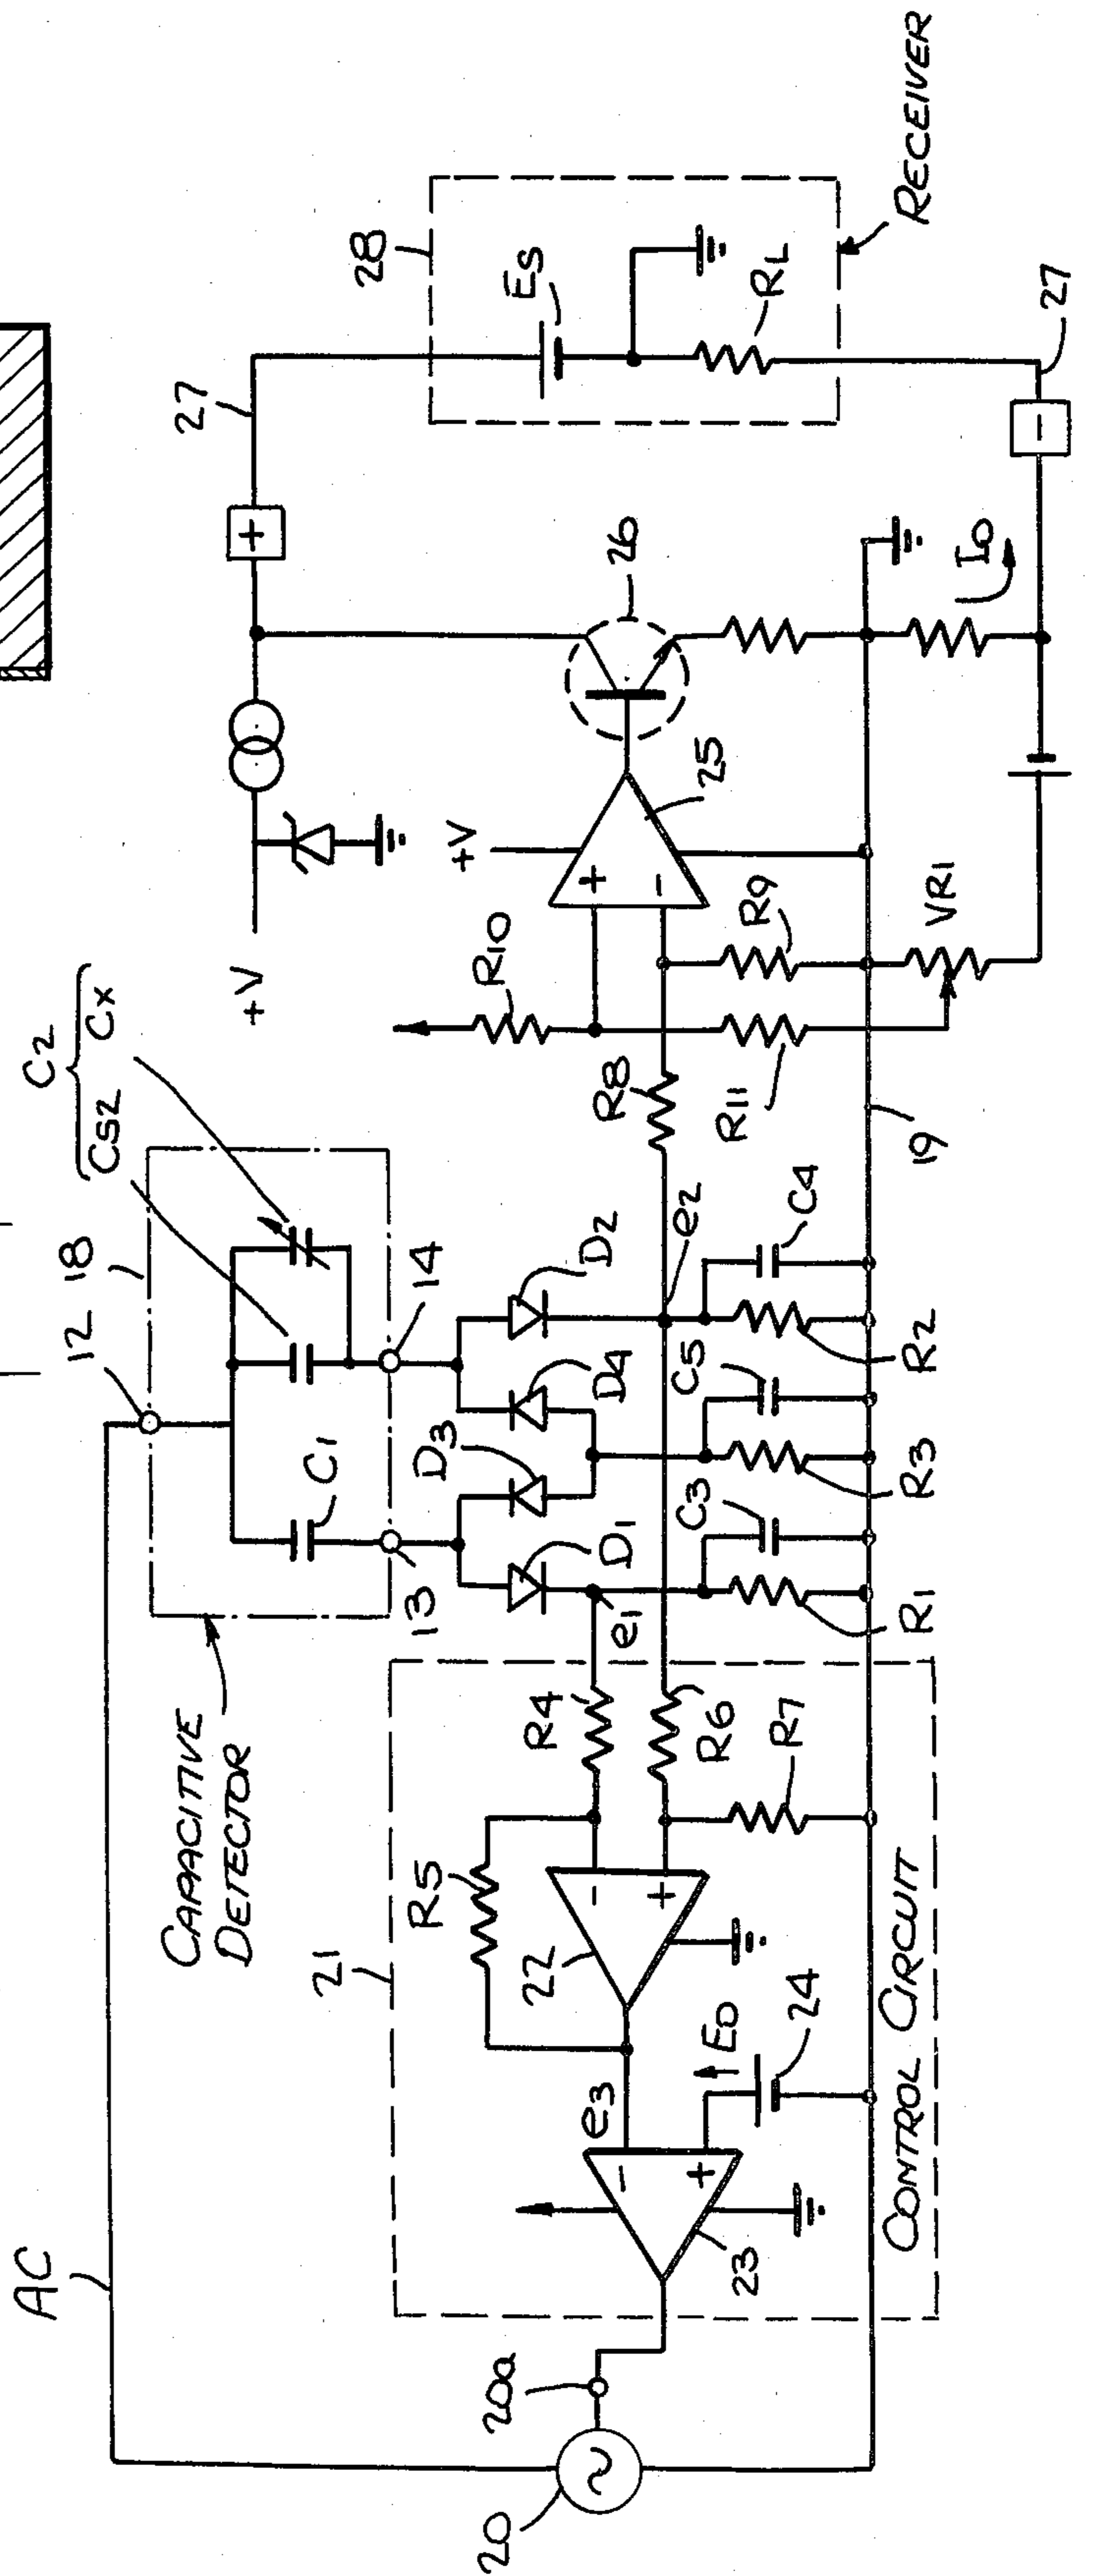 AC
12
18
C2
Cs2 Cx
CAPACITIVE
DETECTOR
C1
13
14
+V
27
+
28
Es
RL
RECEIVER
D1
D3
D4
D2
R10
+V
26
25
+
-
21
R5
R4
e1
e2
R8
22
-
+
R6
R7
e3
E0
24
23
-
+
20a
20
CONTROL CIRCUIT
C3
C5
C4
R1
R3
R2
19
R11
R9
VR1
I0
-
27